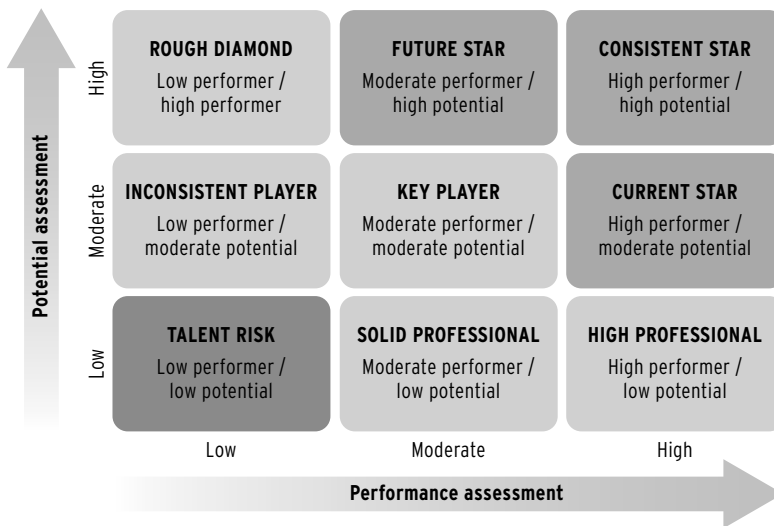 Potential assessment
High
ROUGH DIAMOND
Low performer /
high performer
FUTURE STAR
Moderate performer /
high potential
CONSISTENT STAR
High performer /
high potential
Moderate
INCONSISTENT PLAYER
Low performer /
moderate potential
KEY PLAYER
Moderate performer /
moderate potential
CURRENT STAR
High performer /
moderate potential
Low
TALENT RISK
Low performer /
low potential
SOLID PROFESSIONAL
Moderate performer /
low potential
HIGH PROFESSIONAL
High performer /
low potential
Low
Moderate
High
Performance assessment